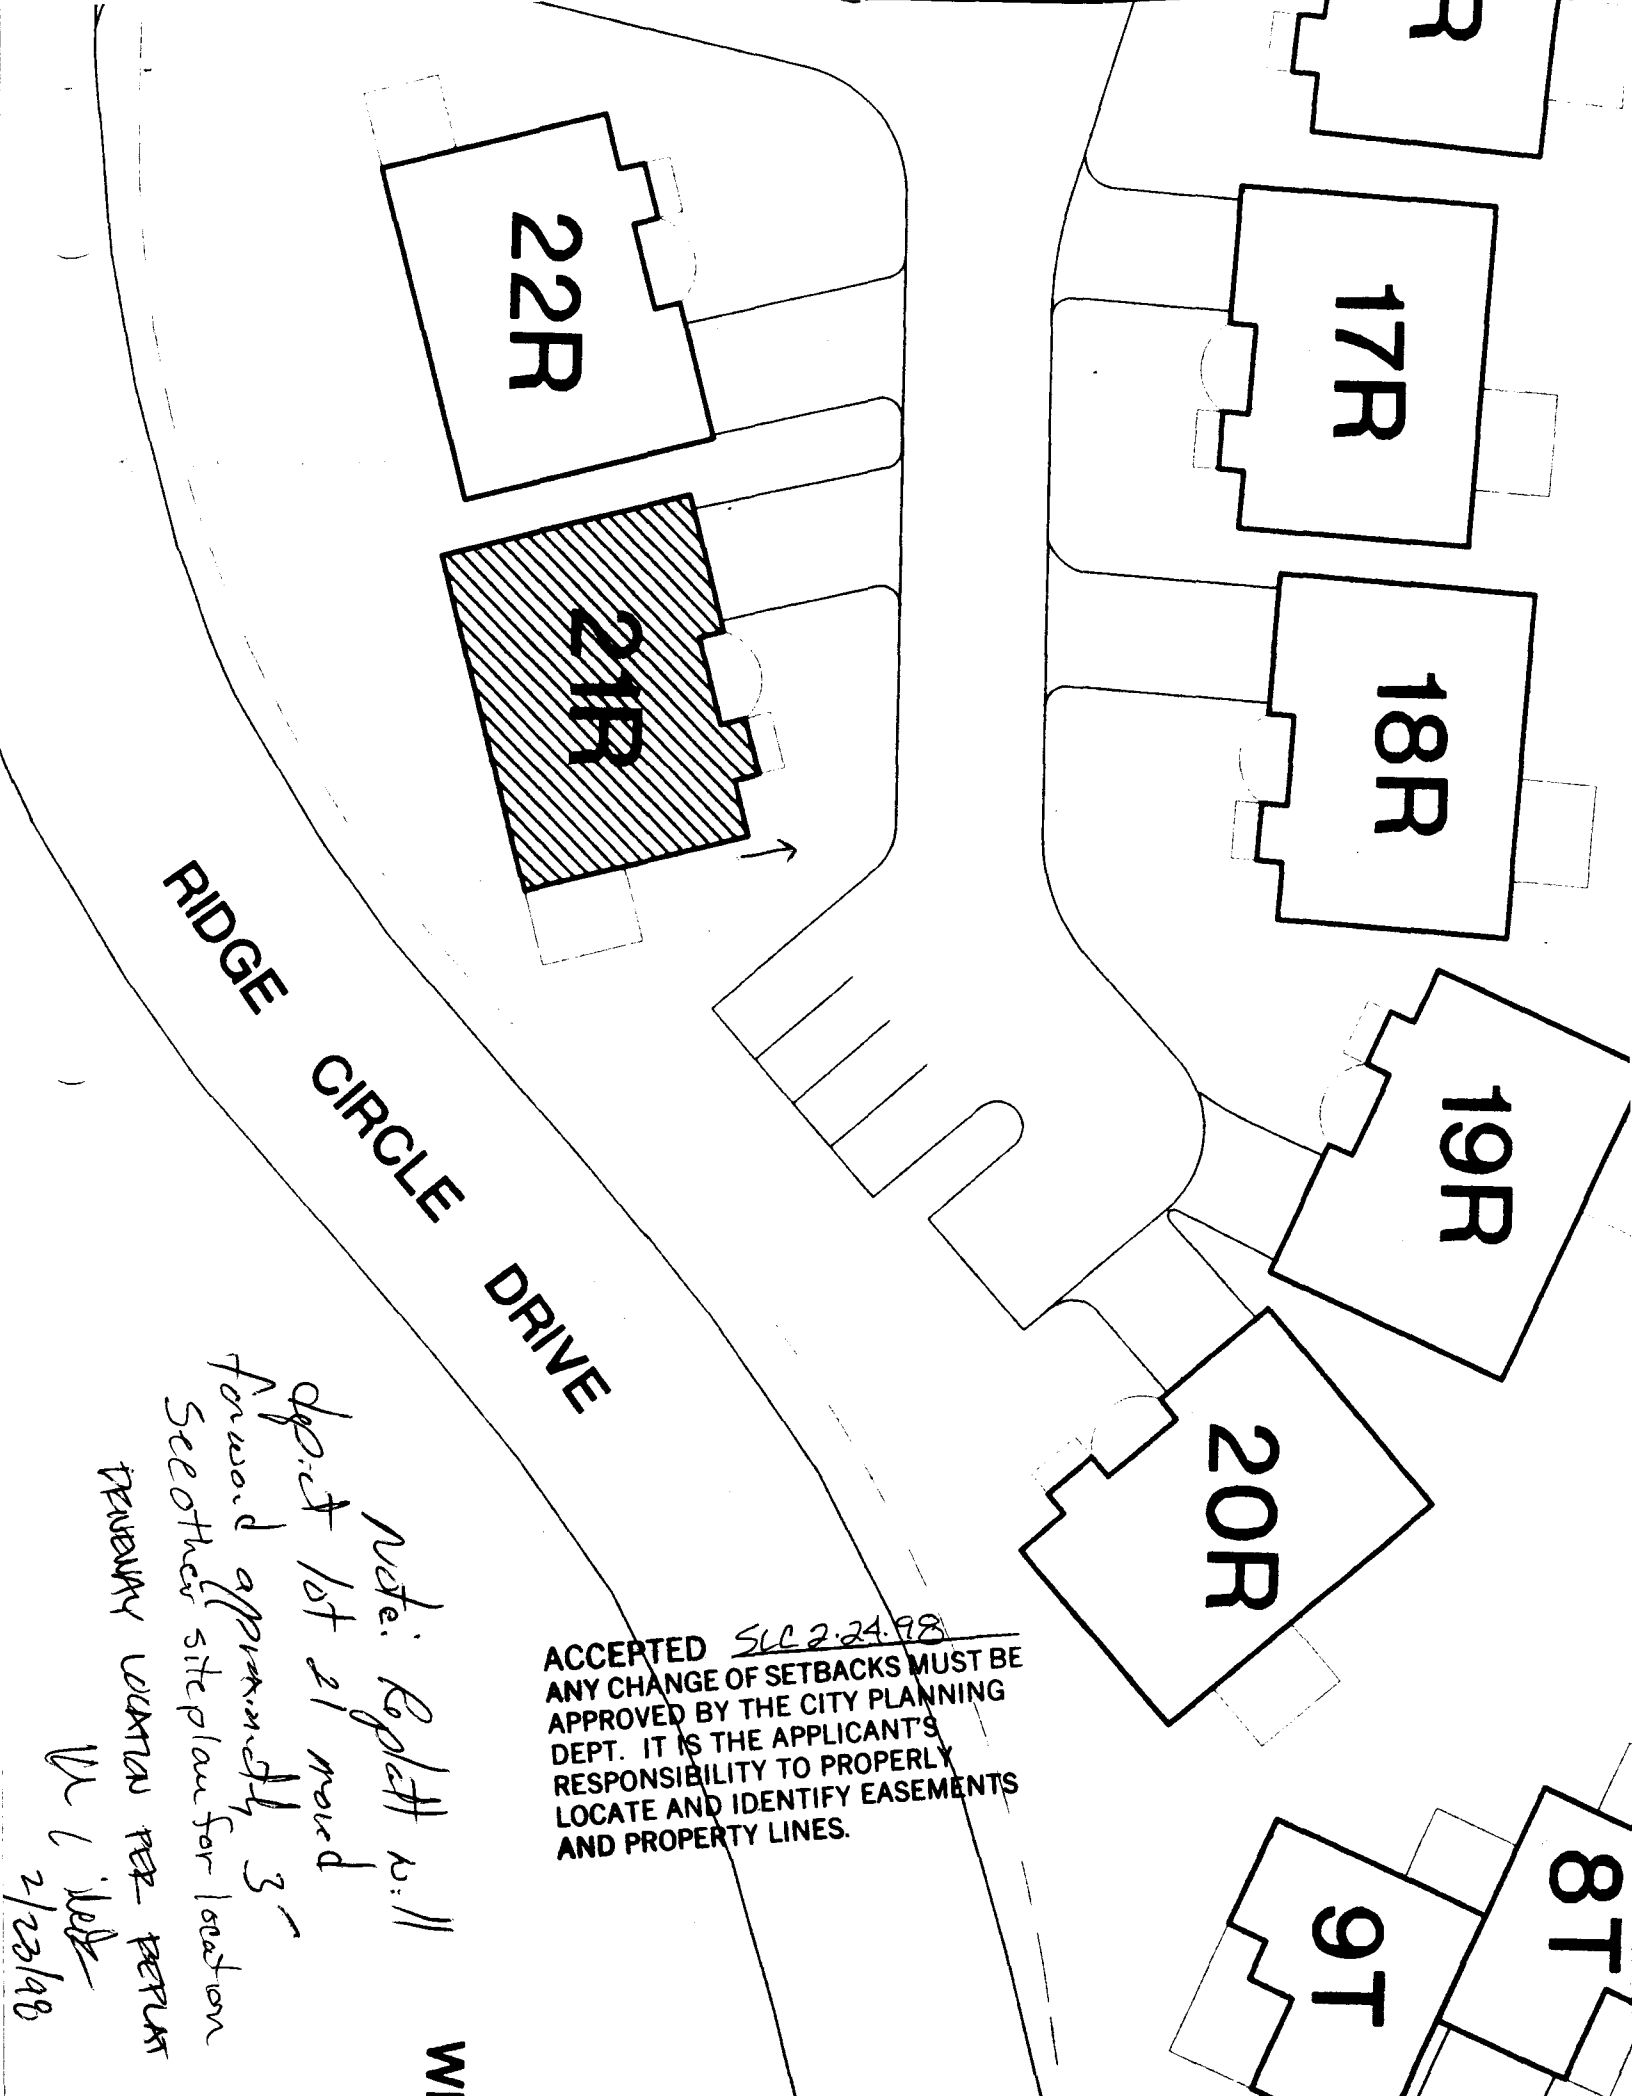 R
22R
17R
21R
18R
19R
20R
8T
9T
RIDGE CIRCLE DRIVE
Note: Replatt will
depict lot 21 moved
forward approximately 3'
See other site plan for location
DRIVEWAY LOCATION PER REPLAT
2/23/98
ACCEPTED SLC 2.24.98
ANY CHANGE OF SETBACKS MUST BE
APPROVED BY THE CITY PLANNING
DEPT. IT IS THE APPLICANT'S
RESPONSIBILITY TO PROPERLY
LOCATE AND IDENTIFY EASEMENTS
AND PROPERTY LINES.